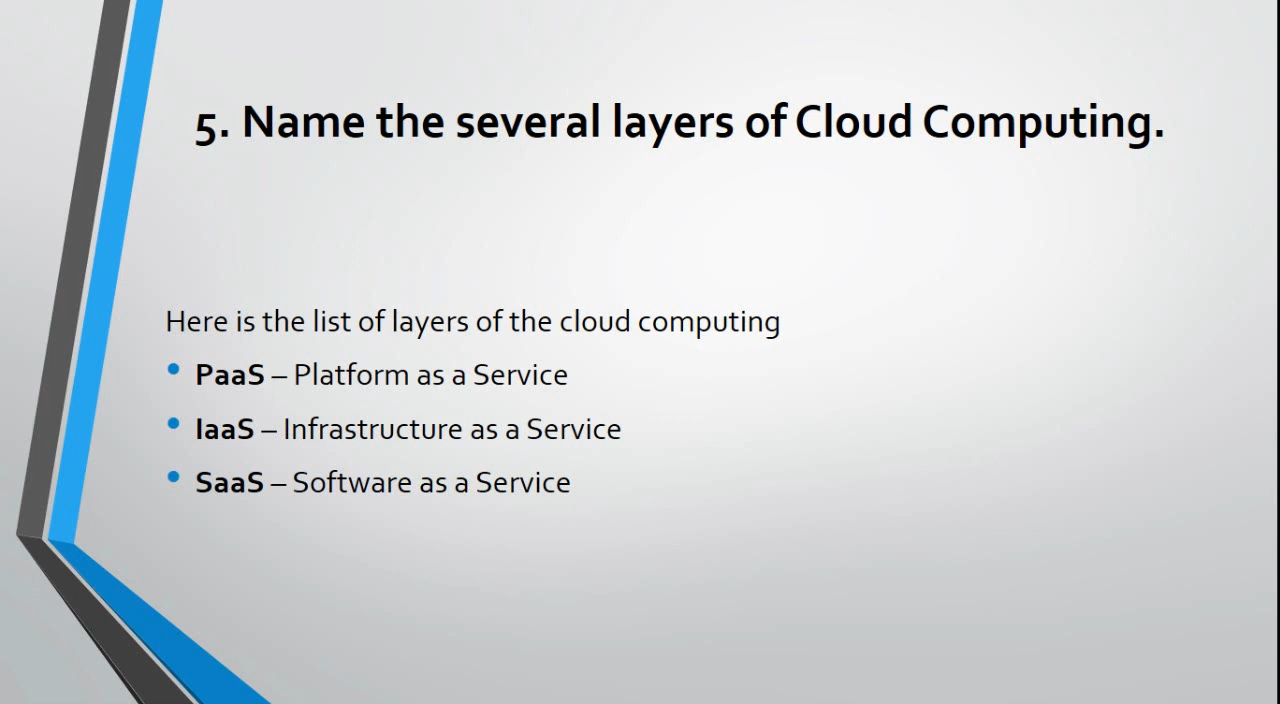 5. Name the several layers of Cloud Computing.
Here is the list of layers of the cloud computing
• PaaS – Platform as a Service
• IaaS – Infrastructure as a Service
• SaaS – Software as a Service